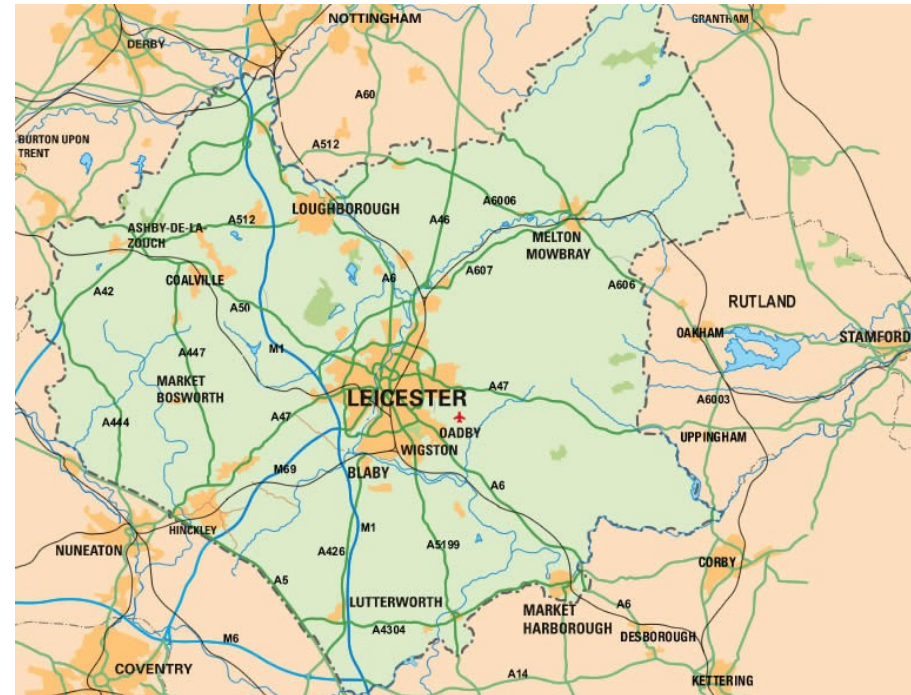 NOTTINGHAM
GRANTHAM
DERBY
A60
BURTON UPON
TRENT
A512
LOUGHBOROUGH
A6006
A512
A46
ASHBY-DE-LA-
ZOUCH
MELTON
MOWBRAY
A6
A607
COALVILLE
A42
A606
A50
RUTLAND
OAKHAM
STAMFORD
M1
A447
MARKET
BOSWORTH
LEICESTER
A47
A6003
A47
A444
OADBY
UPPINGHAM
WIGSTON
M69
BLABY
A6
HINCKLEY
M1
NUNEATON
A426
A5199
CORBY
A5
LUTTERWORTH
MARKET
HARBOROUGH
A6
A4304
DESBOROUGH
M6
COVENTRY
A14
KETTERING